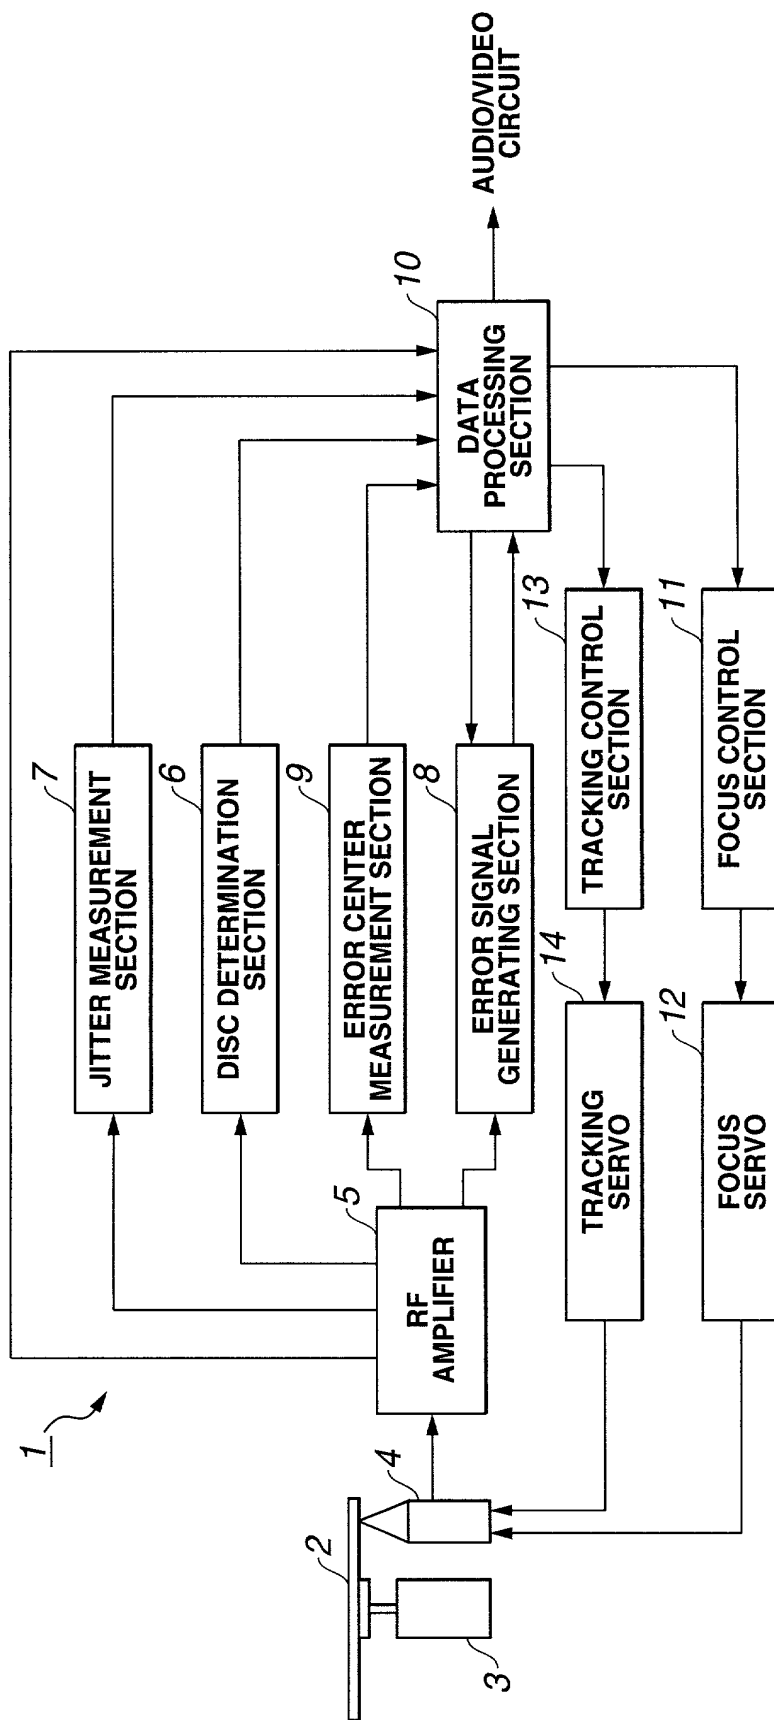 1
2
3
4
5
RF
AMPLIFIER
7
JITTER MEASUREMENT
SECTION
6
DISC DETERMINATION
SECTION
9
ERROR CENTER
MEASUREMENT SECTION
8
ERROR SIGNAL
GENERATING SECTION
10
DATA
PROCESSING
SECTION
AUDIO/VIDEO
CIRCUIT
14
TRACKING
SERVO
13
TRACKING CONTROL
SECTION
12
FOCUS
SERVO
11
FOCUS CONTROL
SECTION